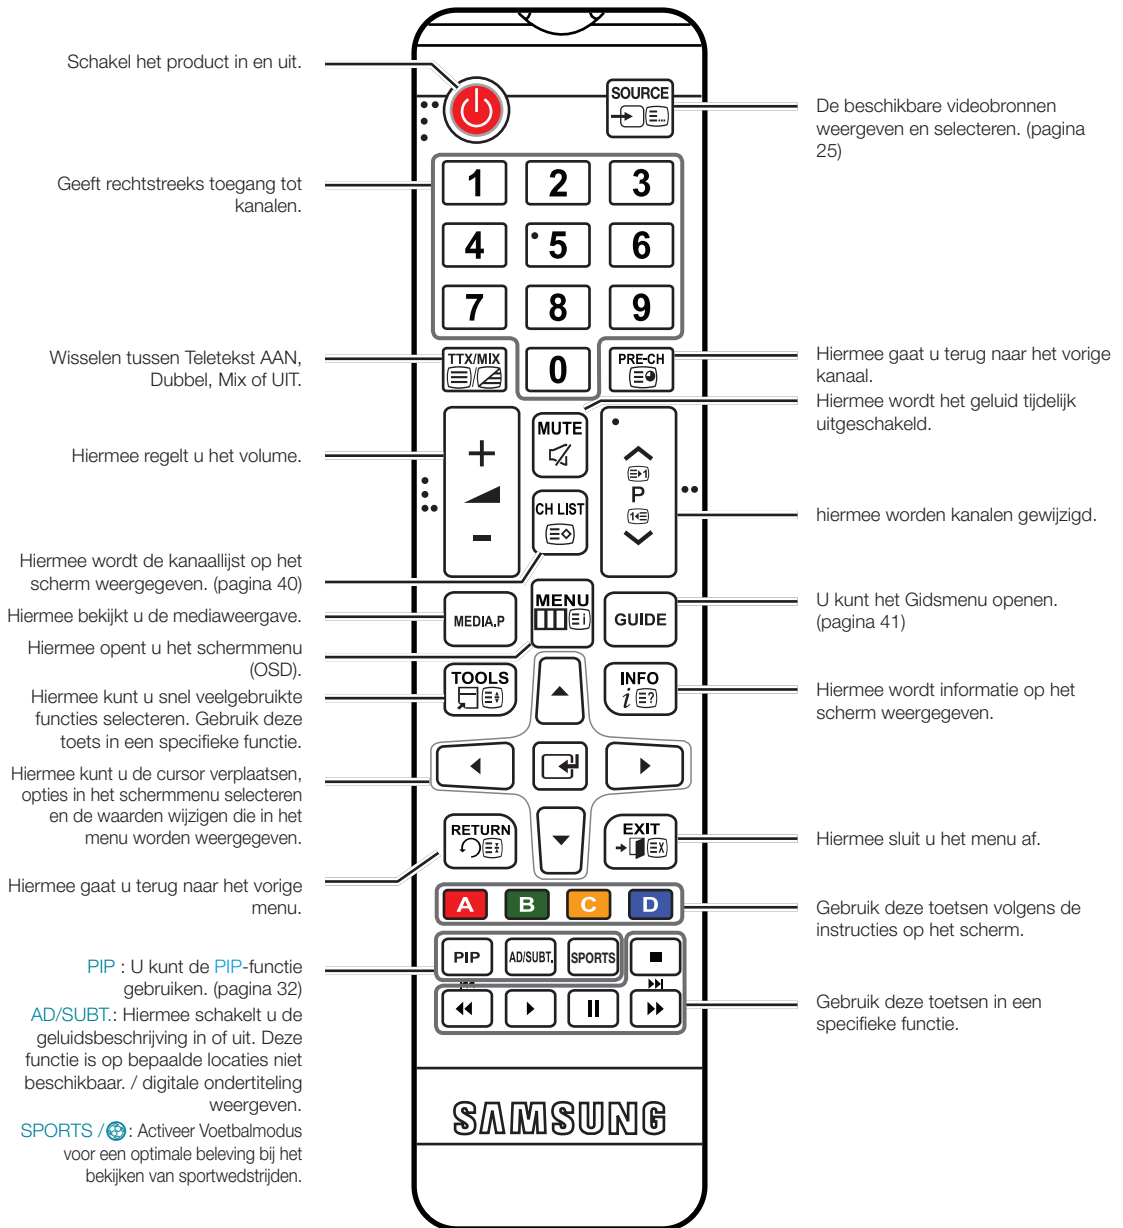 Schakel het product in en uit.
SOURCE
De beschikbare videobronnen
weergeven en selecteren. (pagina
25)
Geeft rechtstreeks toegang tot
kanalen.
1 2 3
4 5 6
7 8 9
0
Wisselen tussen Teletekst AAN,
Dubbel, Mix of UIT.
TTX/MIX
PRE-CH
Hiermee gaat u terug naar het vorige
kanaal.
Hiermee wordt het geluid tijdelijk
uitgeschakeld.
MUTE
Hiermee regelt u het volume.
P
CH LIST
hiermee worden kanalen gewijzigd.
Hiermee wordt de kanaallijst op het
scherm weergegeven. (pagina 40)
Hiermee bekijkt u de mediaweergave.
MEDIA.P
MENU
GUIDE
U kunt het Gidsmenu openen.
(pagina 41)
Hiermee opent u het schermmenu
(OSD).
TOOLS
INFO
Hiermee kunt u snel veelgebruikte
functies selecteren. Gebruik deze
toets in een specifieke functie.
Hiermee wordt informatie op het
scherm weergegeven.
Hiermee kunt u de cursor verplaatsen,
opties in het schermmenu selecteren
en de waarden wijzigen die in het
menu worden weergegeven.
RETURN
EXIT
Hiermee sluit u het menu af.
Hiermee gaat u terug naar het vorige
menu.
A B C D
Gebruik deze toetsen volgens de
instructies op het scherm.
PIP AD/SUBT. SPORTS
PIP : U kunt de PIP-functie
gebruiken. (pagina 32)
Gebruik deze toetsen in een
specifieke functie.
AD/SUBT.: Hiermee schakelt u de
geluidsbeschrijving in of uit. Deze
functie is op bepaalde locaties niet
beschikbaar. / digitale ondertiteling
weergeven.
SPORTS / : Activeer Voetbalmodus
voor een optimale beleving bij het
bekijken van sportwedstrijden.
SAMSUNG